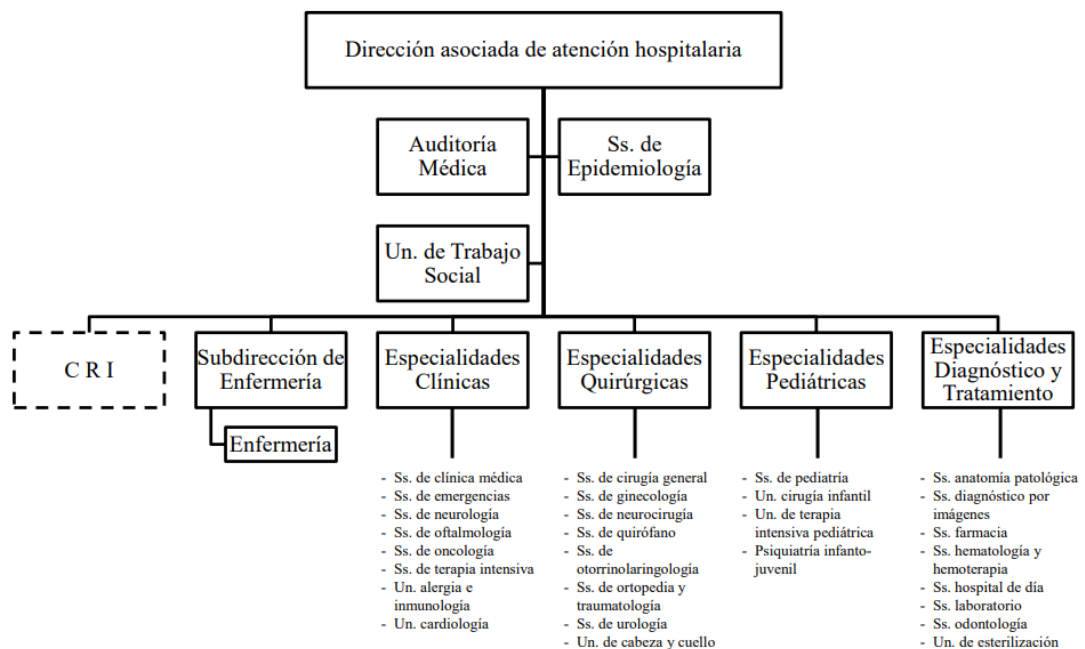 Dirección asociada de atención hospitalaria
Auditoría
Médica
Ss. de
Epidemiología
Un. de Trabajo
Social
C R I
Subdirección de
Enfermería
Enfermería
Especialidades
Clínicas
- Ss. de clínica médica
- Ss. de emergencias
- Ss. de neurología
- Ss. de oftalmología
- Ss. de oncología
- Ss. de terapia intensiva
- Un. alergia e
inmunología
- Un. cardiología
Especialidades
Quirúrgicas
- Ss. de cirugía general
- Ss. de ginecología
- Ss. de neurocirugía
- Ss. de quirófano
- Ss. de
otorrinolaringología
- Ss. de ortopedia y
traumatología
- Ss. de urología
- Un. de cabeza y cuello
Especialidades
Pediátricas
- Ss. de pediatría
- Un. cirugía infantil
- Un. de terapia
intensiva pediátrica
- Psiquiatría infanto-
juvenil
Especialidades
Diagnóstico y
Tratamiento
- Ss. anatomía patológica
- Ss. diagnóstico por
imágenes
- Ss. farmacia
- Ss. hematología y
hemoterapia
- Ss. hospital de día
- Ss. laboratorio
- Ss. odontología
- Un. de esterilización